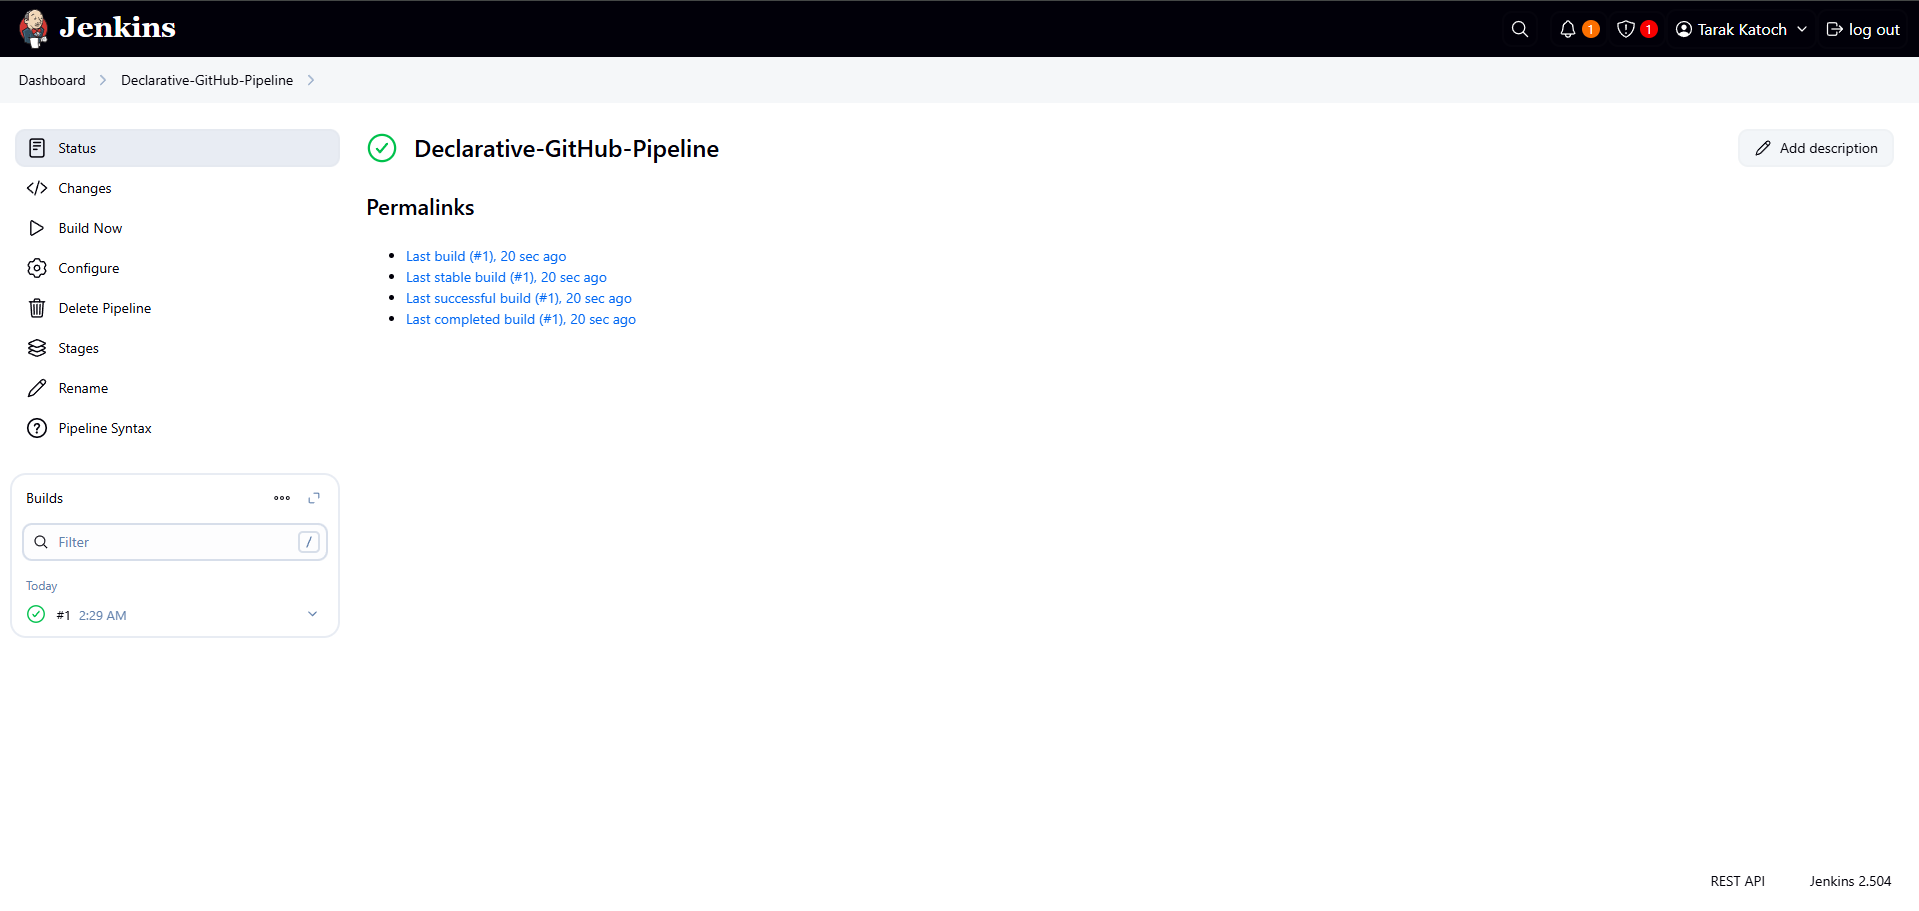 Jenkins
1
1
Tarak Katoch
log out
Dashboard
Declarative-GitHub-Pipeline
Status
Declarative-GitHub-Pipeline
Add description
Changes
Build Now
Configure
Delete Pipeline
Stages
Rename
Pipeline Syntax
Permalinks
Last build (#1), 20 sec ago
Last stable build (#1), 20 sec ago
Last successful build (#1), 20 sec ago
Last completed build (#1), 20 sec ago
Builds
Filter
/
Today
#1 2:29 AM
REST API
Jenkins 2.504